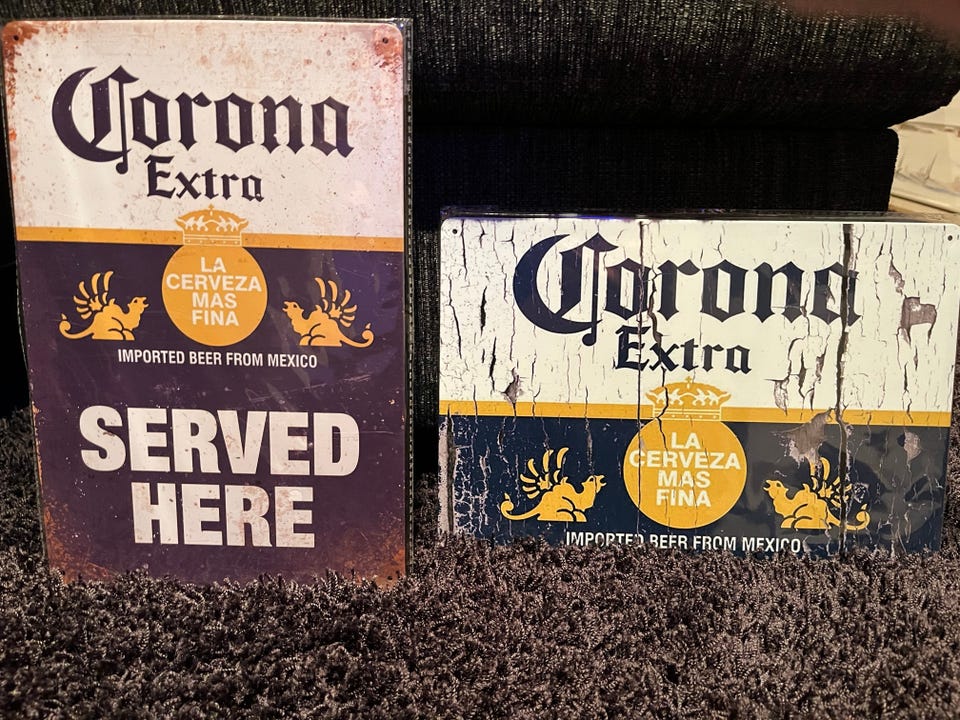 Corona
Extra
LA
CERVEZA
MAS
FINA
IMPORTED BEER FROM MEXICO
SERVED
HERE
Corona
Extra
LA
CERVEZA
MAS
FINA
IMPORTED BEER FROM MEXICO